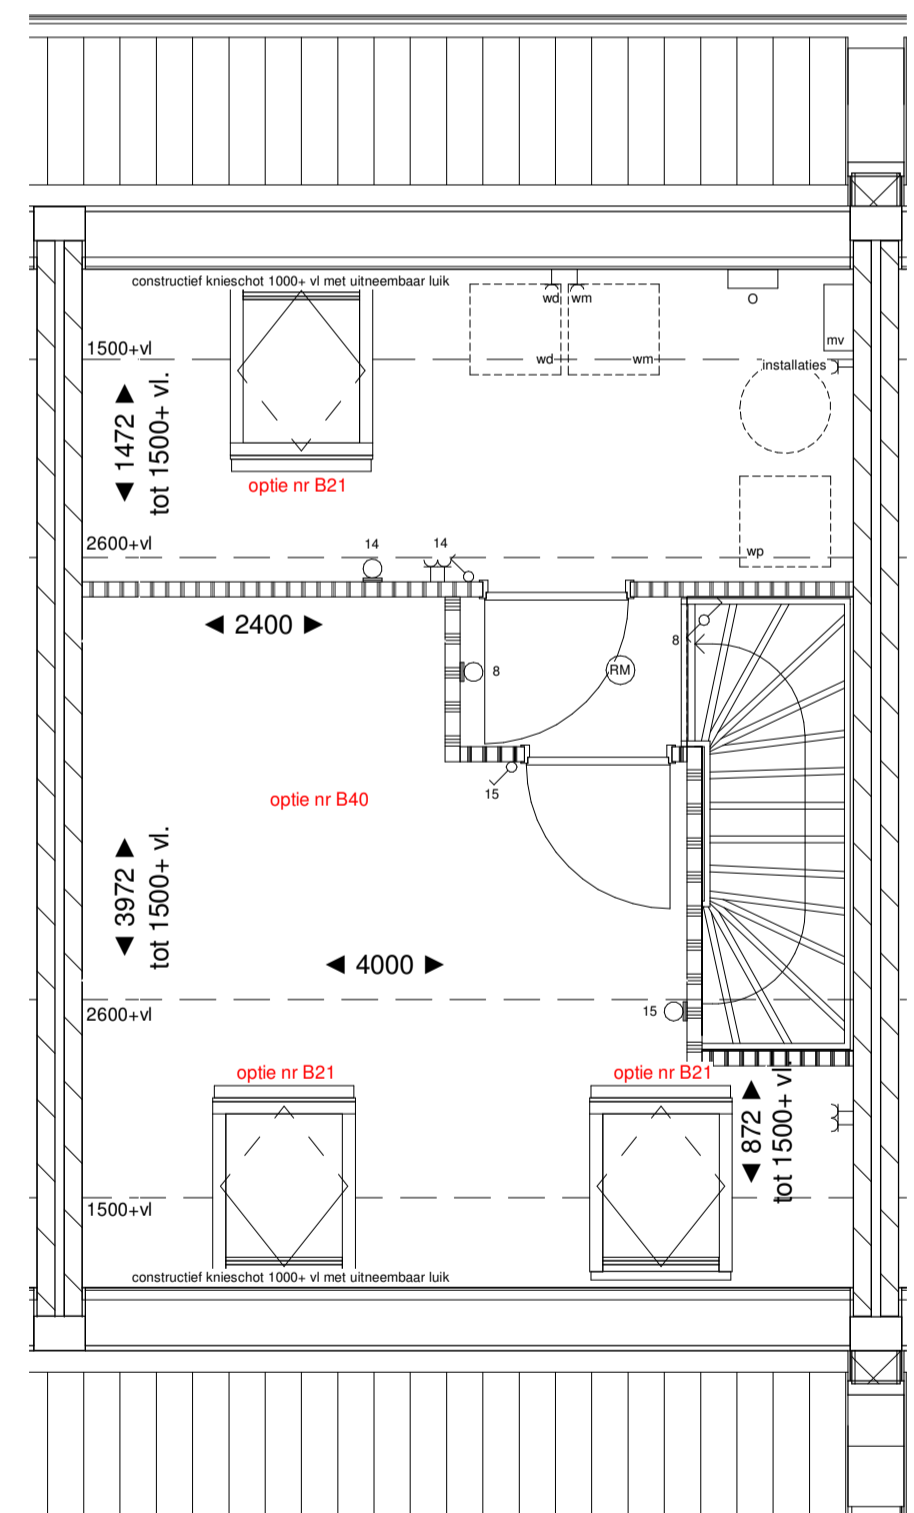 constructief knieschot 1000+ vl met uitneembaar luik
wd wm
O
mv
1500+vl
wd
wm
installaties
1472
tot 1500+ vl.
optie nr B21
wp
2600+vl
14
14
2400
8
8
RM
15
optie nr B40
3972
tot 1500+ vl.
4000
2600+vl
15
optie nr B21
optie nr B21
872
tot 1500+ vl.
1500+vl
constructief knieschot 1000+ vl met uitneembaar luik